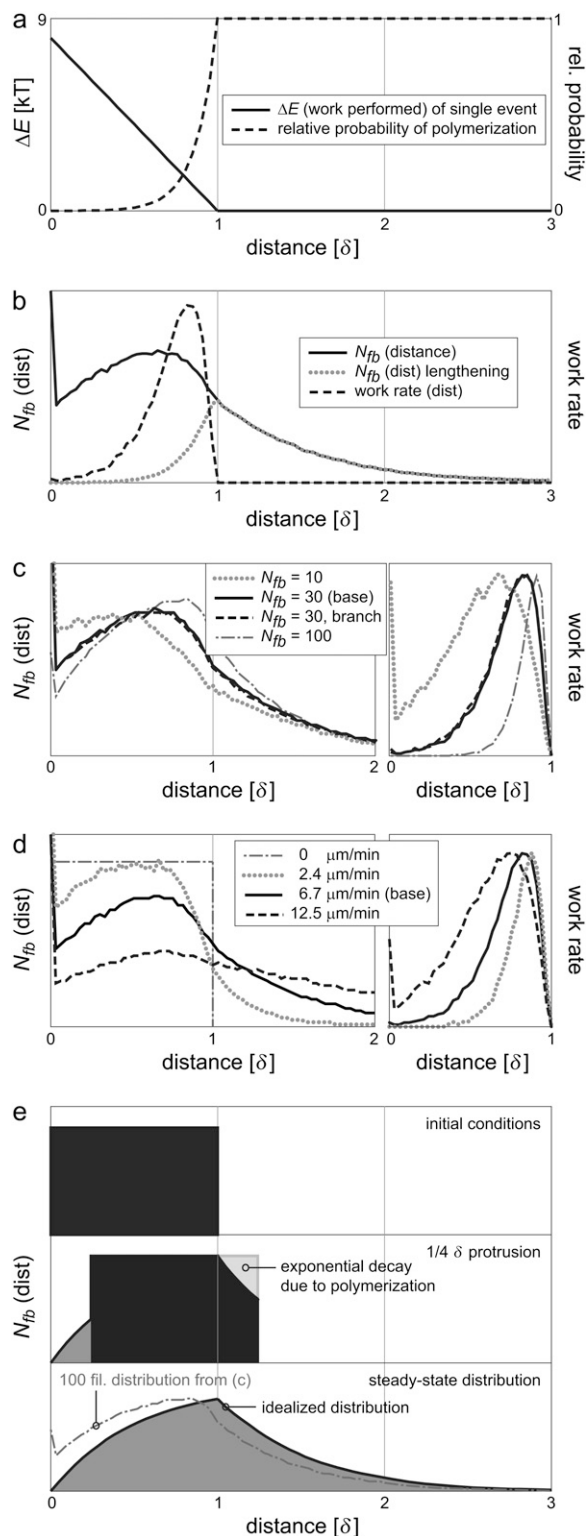 a
9
1
ΔE [kT]
rel. probability
ΔE (work performed) of single event
relative probability of polymerization
0
0
0
1
2
3
distance [δ]
b
N_fb (dist)
work rate
N_fb (distance)
N_fb (dist) lengthening
work rate (dist)
0
1
2
3
distance [δ]
c
N_fb (dist)
work rate
N_fb = 10
N_fb = 30 (base)
N_fb = 30, branch
N_fb = 100
0
1
2
0
1
distance [δ]
distance [δ]
d
N_fb (dist)
work rate
0 μm/min
2.4 μm/min
6.7 μm/min (base)
12.5 μm/min
0
1
2
0
1
distance [δ]
distance [δ]
e
initial conditions
1/4 δ protrusion
exponential decay
due to polymerization
N_fb (dist)
steady-state distribution
100 fil. distribution from (c)
idealized distribution
0
1
2
3
distance [δ]